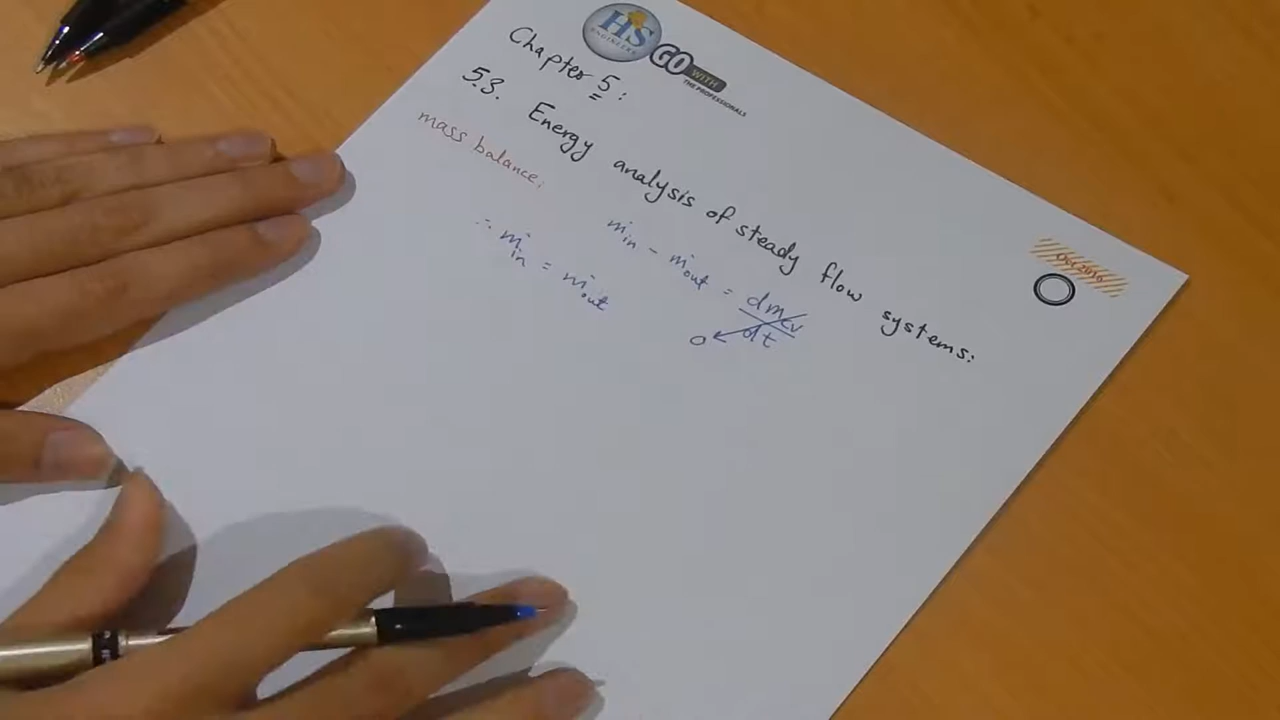 HS
ENGINEERS
GO
WITH
THE PROFESSIONALS
Chapter 5:
5.3. Energy analysis of steady flow systems:
mass balance:
ṁin - ṁout = dmcv/dt
0
∴ ṁin = ṁout